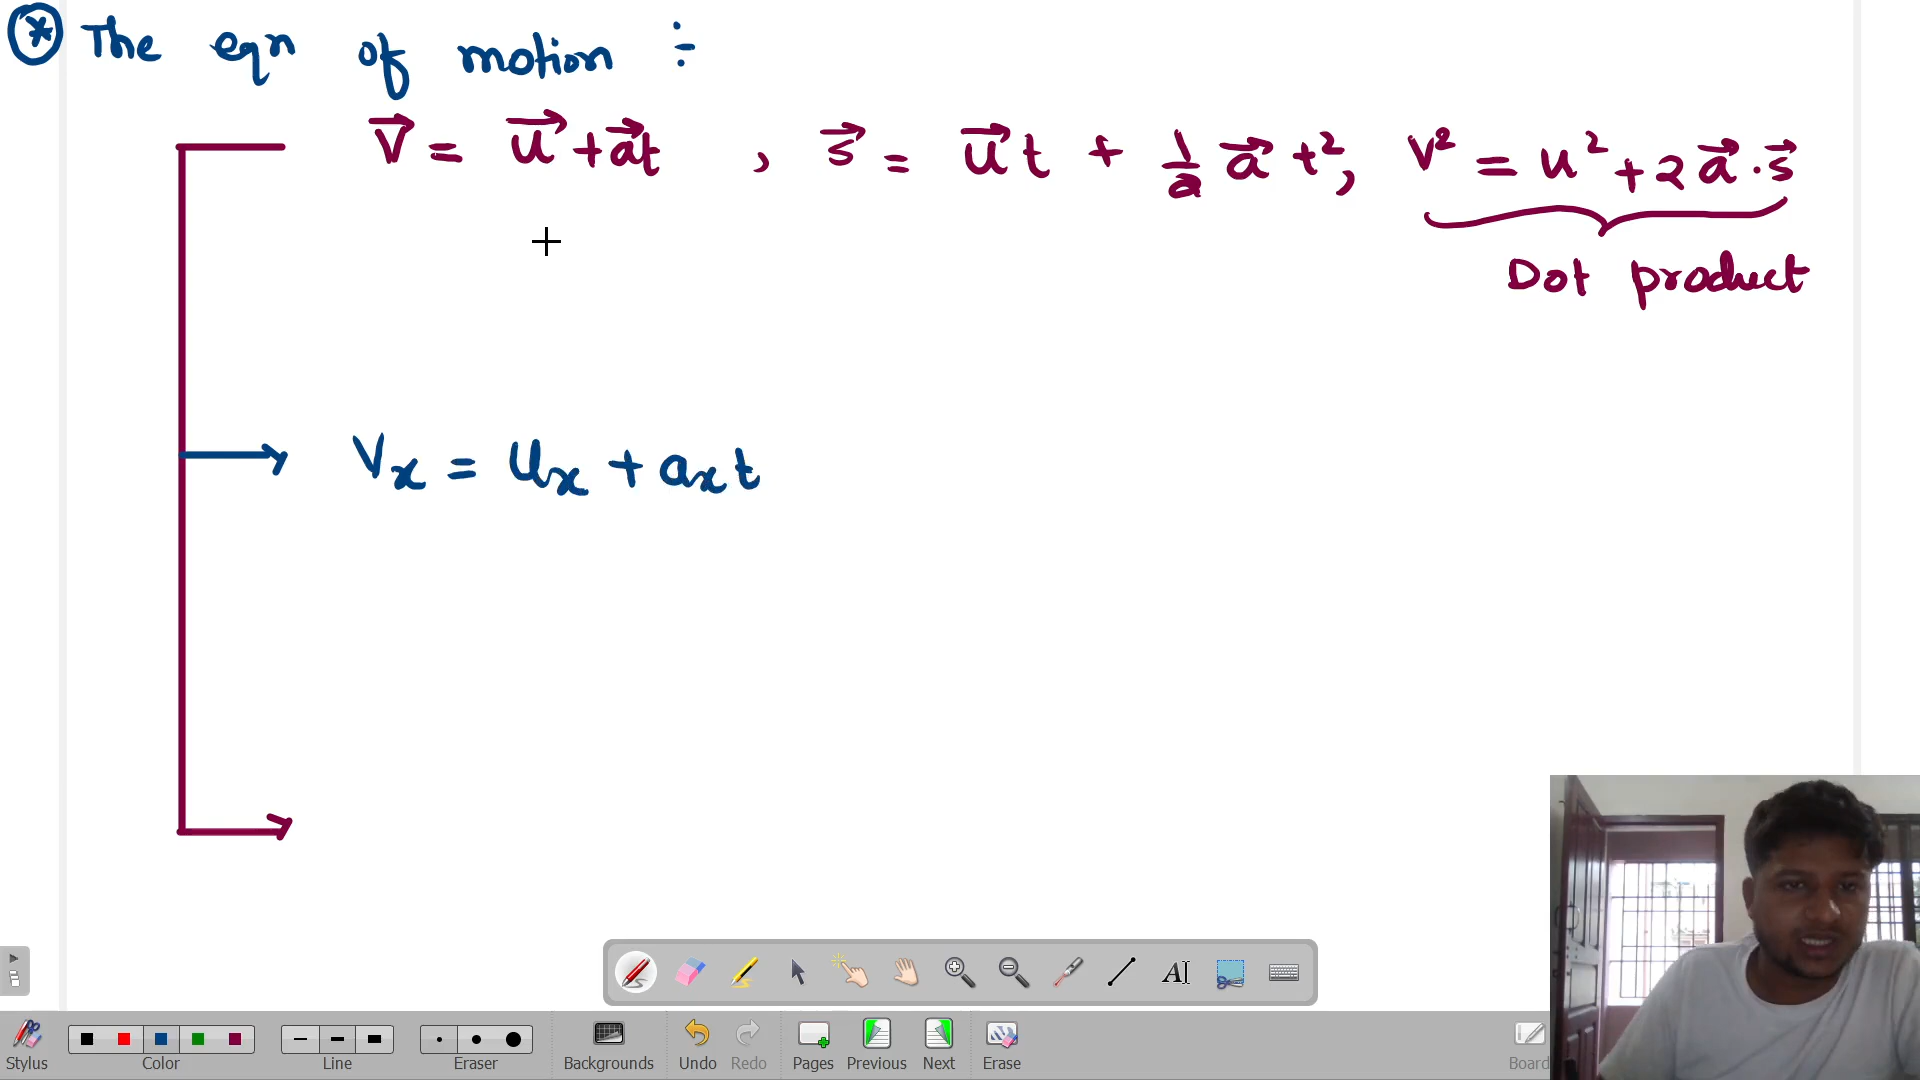 * The eqn of motion :-
V⃗ = u⃗ + a⃗t , s⃗ = u⃗t + 1/2 a⃗ t², V² = u² + 2a⃗·s⃗
Dot product
Vx = Ux + axt
AI
Stylus Color Line Eraser Backgrounds Undo Redo Pages Previous Next Erase Board